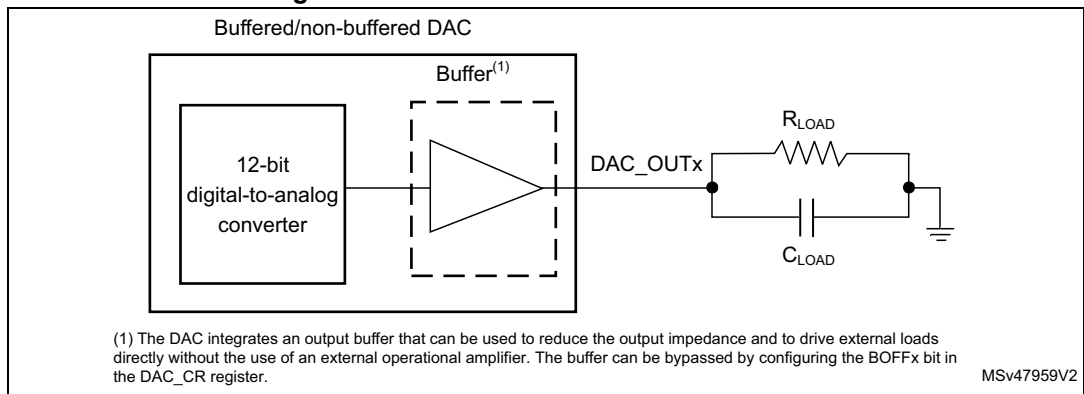 Buffered/non-buffered DAC
Buffer(1)
12-bit
digital-to-analog
converter
DAC_OUTx
RLOAD
CLOAD
(1) The DAC integrates an output buffer that can be used to reduce the output impedance and to drive external loads
directly without the use of an external operational amplifier. The buffer can be bypassed by configuring the BOFFx bit in
the DAC_CR register.
MSv47959V2